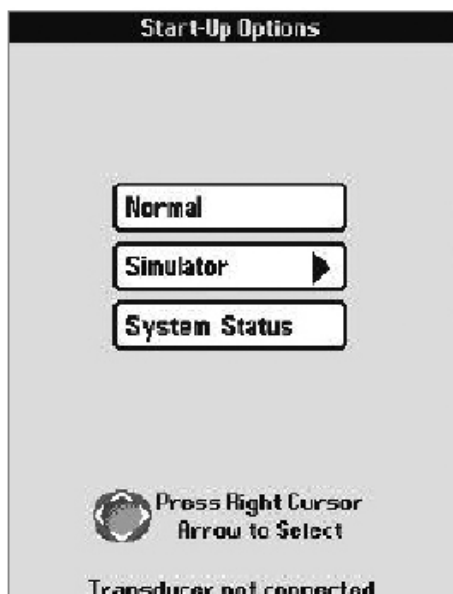 Start-Up Options
Normal
Simulator
System Status
Press Right Cursor
Arrow to Select
Transducer not connected